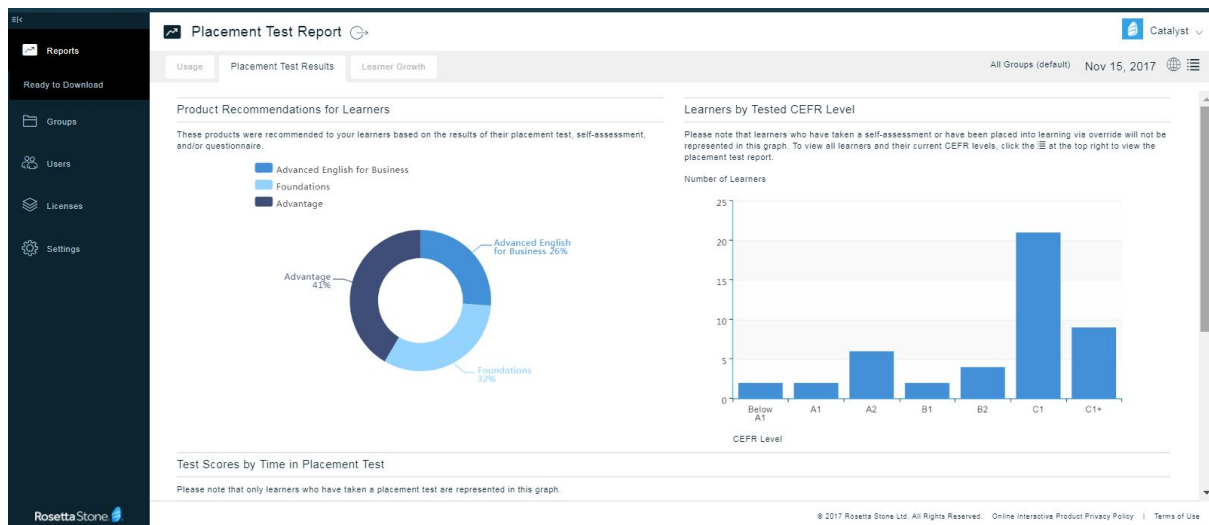 Placement Test Report
Catalyst
Reports
Ready to Download
Groups
Users
Licenses
Settings
RosettaStone
Usage
Placement Test Results
Learner Growth
All Groups (default)
Nov 15, 2017
Product Recommendations for Learners
These products were recommended to your learners based on the results of their placement test, self-assessment,
and/or questionnaire.
Advanced English for Business
Foundations
Advantage
Advanced English
for Business 26%
Advantage
41%
Foundations
32%
Learners by Tested CEFR Level
Please note that learners who have taken a self-assessment or have been placed into learning via override will not be
represented in this graph. To view all learners and their current CEFR levels, click the at the top right to view the
placement test report.
Number of Learners
25
20
15
10
5
0
Below
A1
A1
A2
B1
B2
C1
C1+
CEFR Level
Test Scores by Time in Placement Test
Please note that only learners who have taken a placement test are represented in this graph.
© 2017 Rosetta Stone Ltd. All Rights Reserved. Online Interactive Product Privacy Policy | Terms of Use